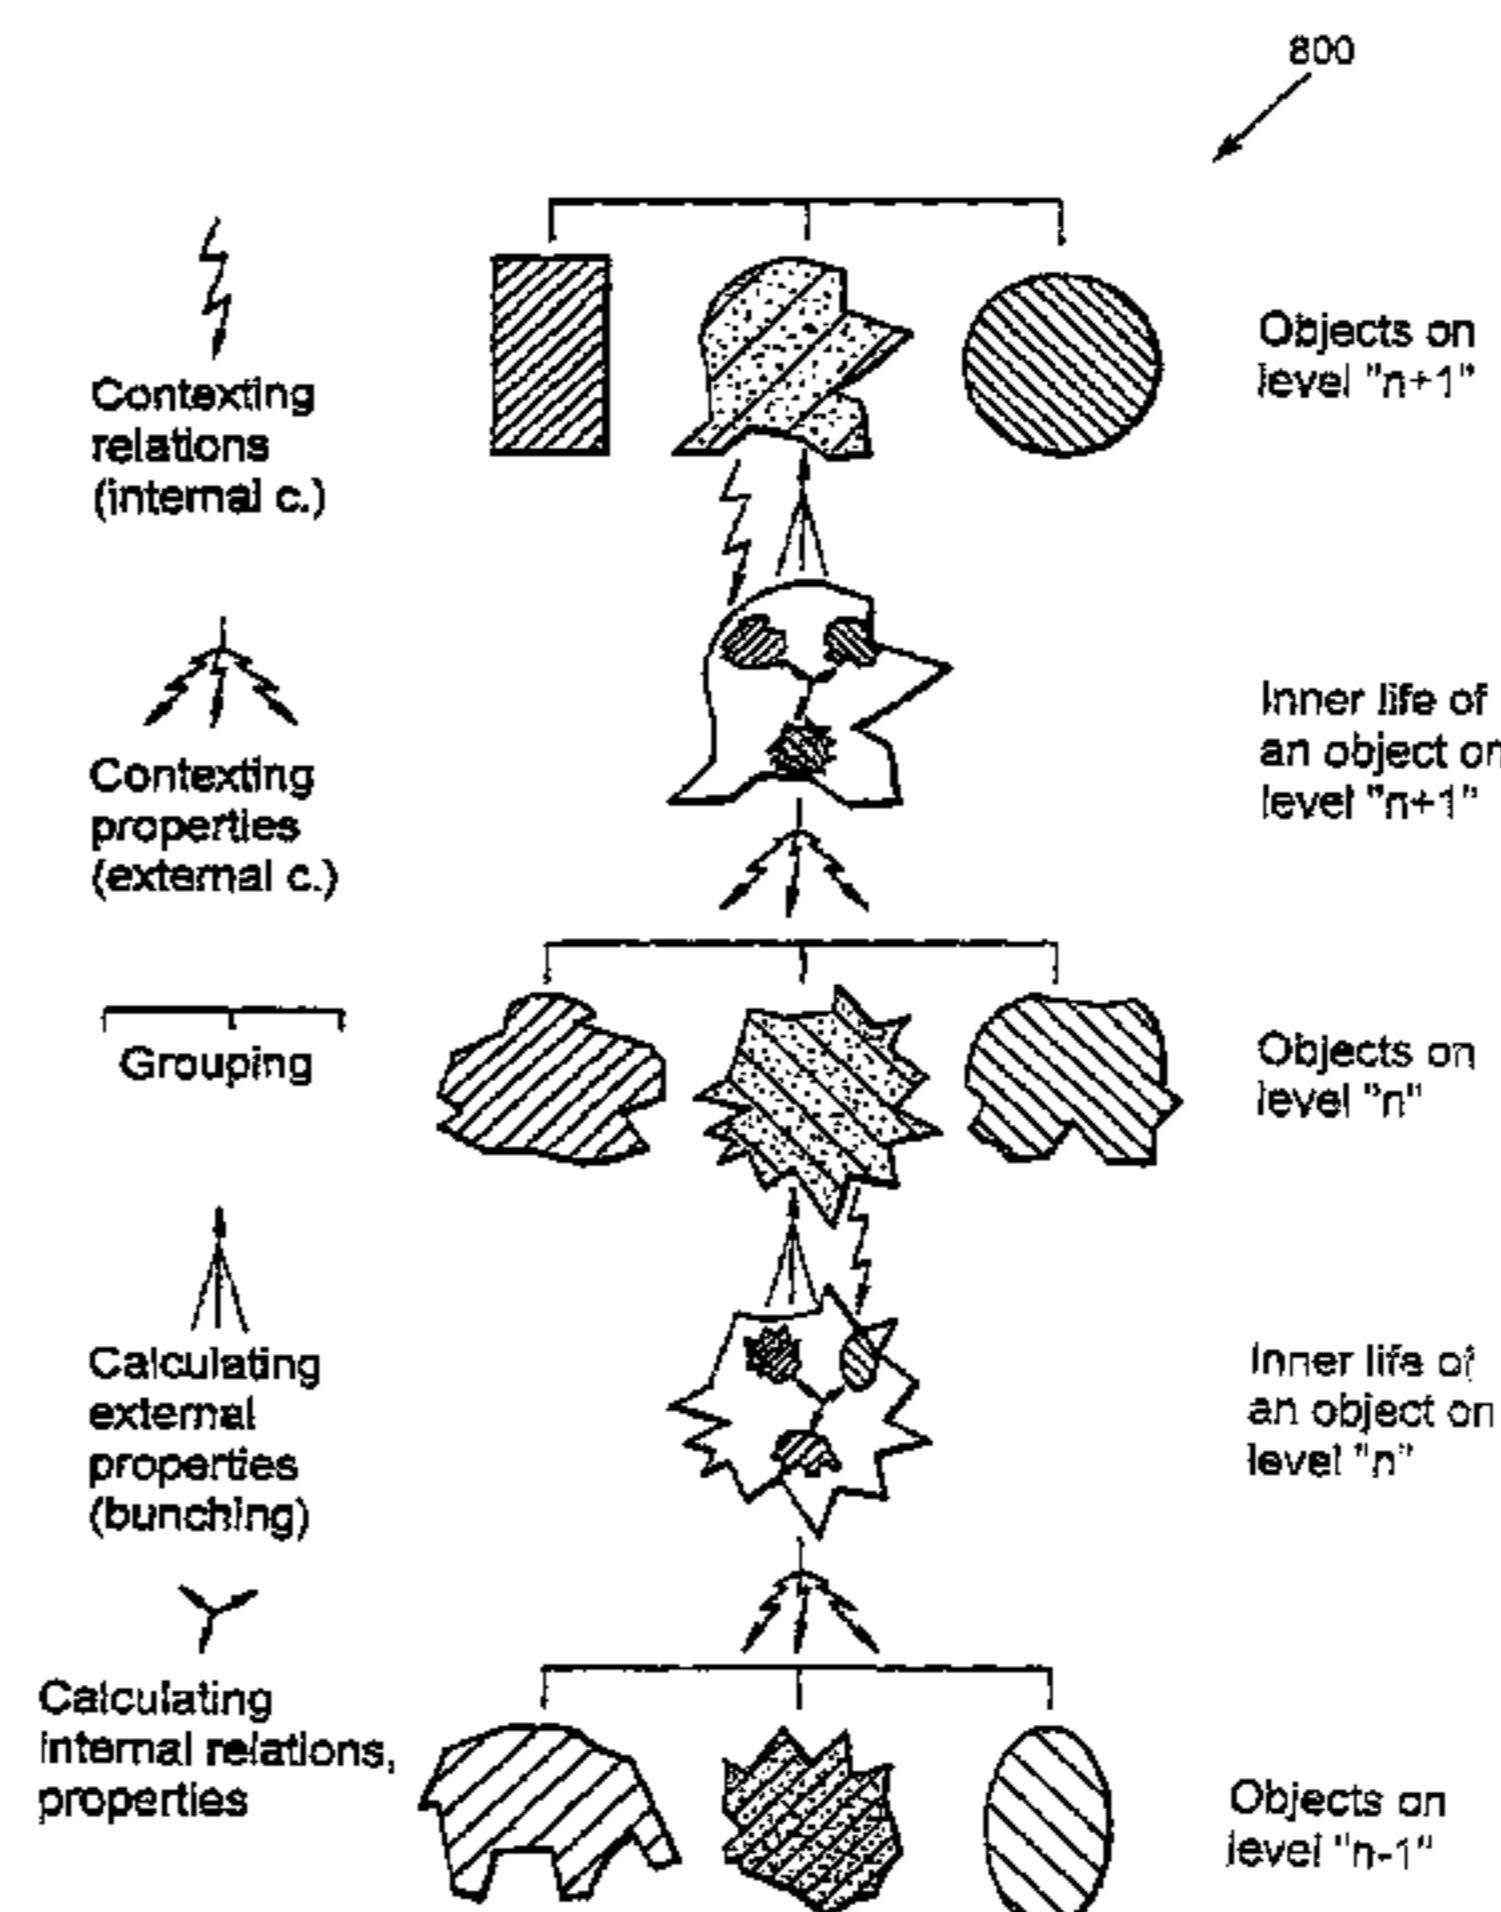 800
Contexting
relations
(internal c.)
Objects on
level "n+1"
Contexting
properties
(external c.)
Inner life of
an object on
level "n+1"
Grouping
Objects on
level "n"
Calculating
external
properties
(bunching)
Inner life of
an object on
level "n"
Calculating
internal relations,
properties
Objects on
level "n-1"